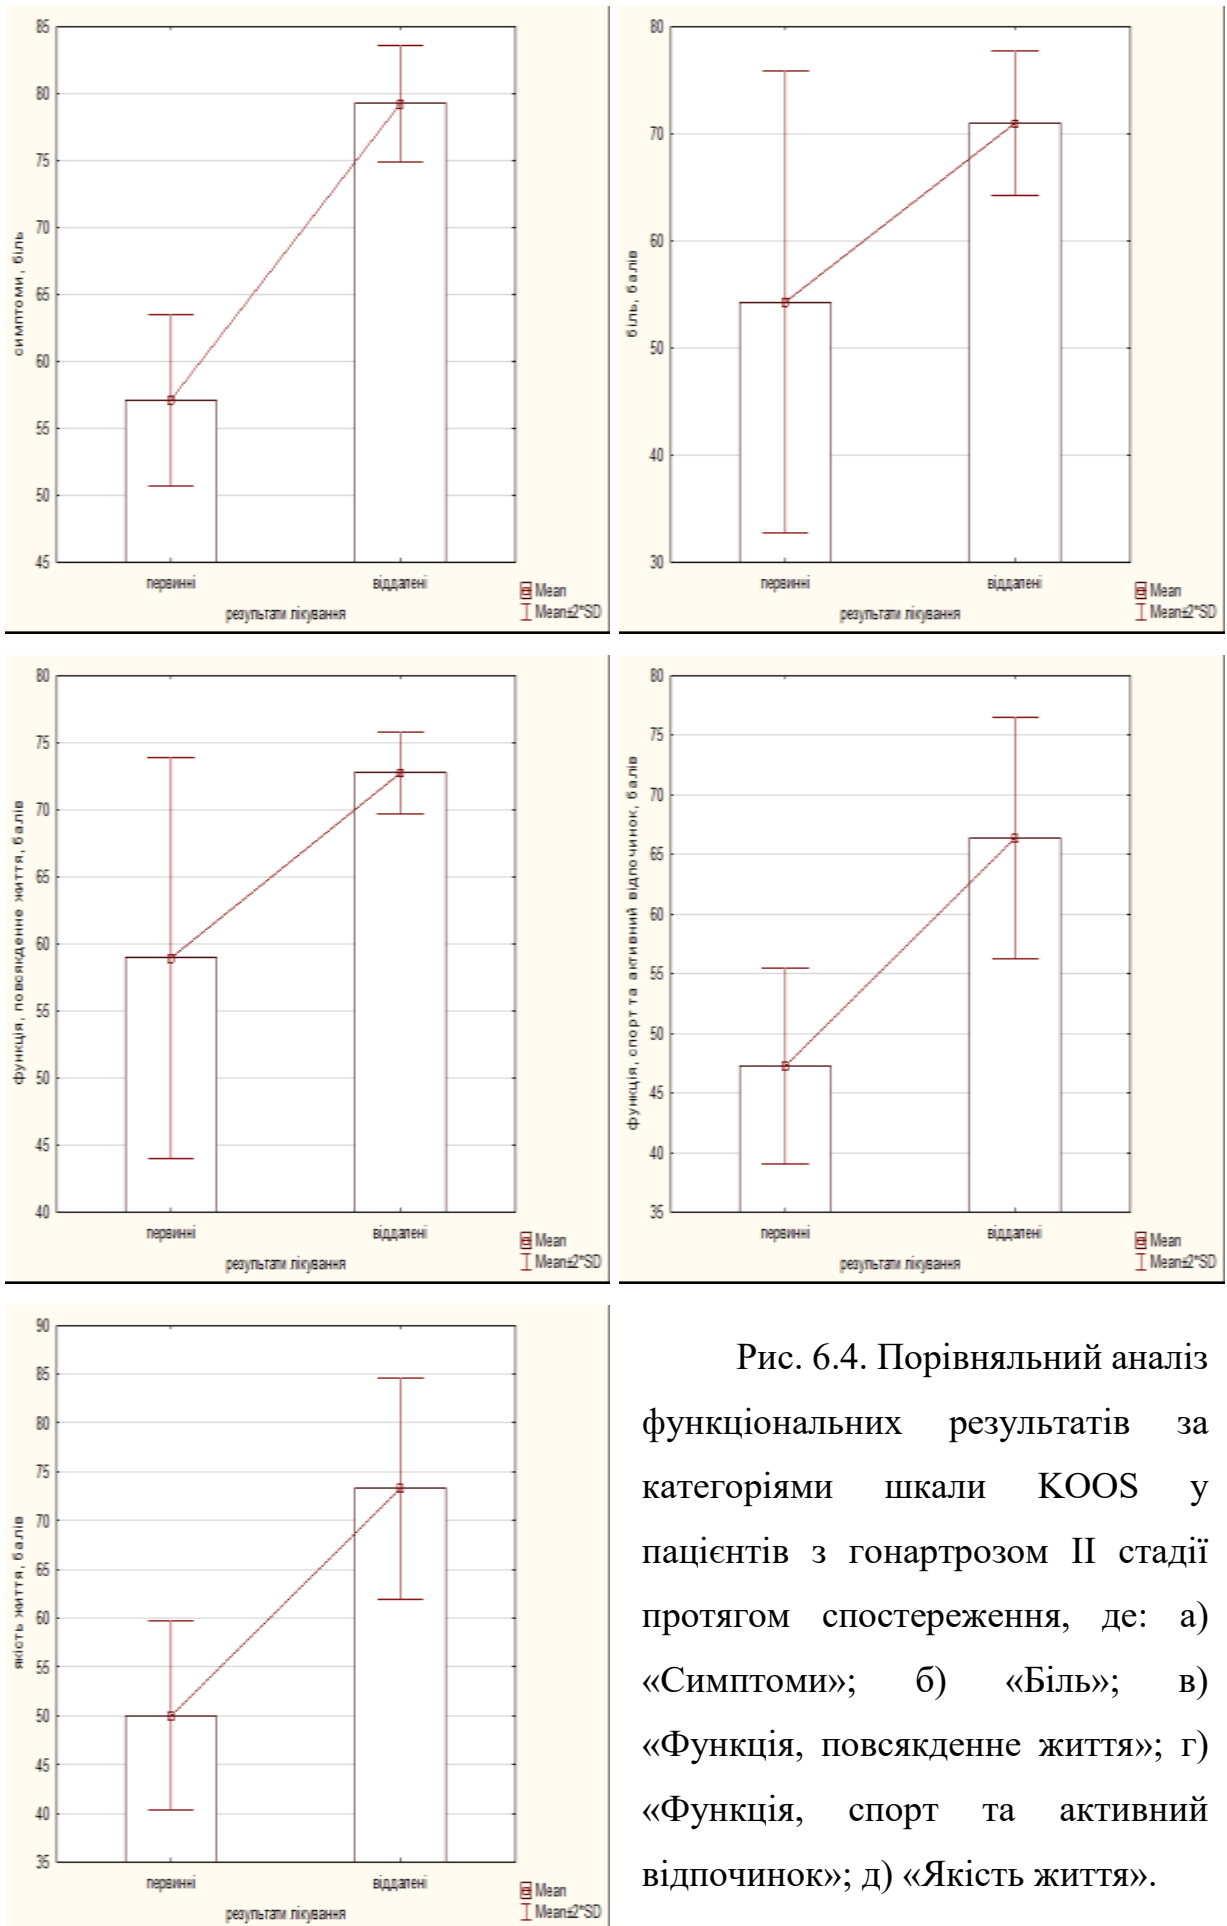 85
80
75
70
65
60
55
50
45
симптоми, біль
первинні
віддалені
результати лікування
Mean
Mean±2*SD
80
70
60
50
40
30
біль, балів
первинні
віддалені
результати лікування
Mean
Mean±2*SD
80
75
70
65
60
55
50
45
40
функція, повсякденне життя, балів
первинні
віддалені
результати лікування
Mean
Mean±2*SD
80
75
70
65
60
55
50
45
40
35
функція, спорт та активний відпочинок, балів
первинні
віддалені
результати лікування
Mean
Mean±2*SD
90
85
80
75
70
65
60
55
50
45
40
35
якість життя, балів
первинні
віддалені
результати лікування
Mean
Mean±2*SD
Рис. 6.4. Порівняльний аналіз
функціональних результатів за
категоріями шкали KOOS у
пацієнтів з гонартрозом ІІ стадії
протягом спостереження, де: а)
«Симптоми»; б) «Біль»; в)
«Функція, повсякденне життя»; г)
«Функція, спорт та активний
відпочинок»; д) «Якість життя».